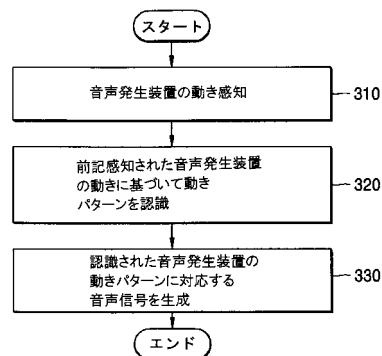 スタート
音声発生装置の動き感知
310
前記感知された音声発生装置
の動きに基づいて動き
パターンを認識
320
認識された音声発生装置の
動きパターンに対応する
音声信号を生成
330
エンド